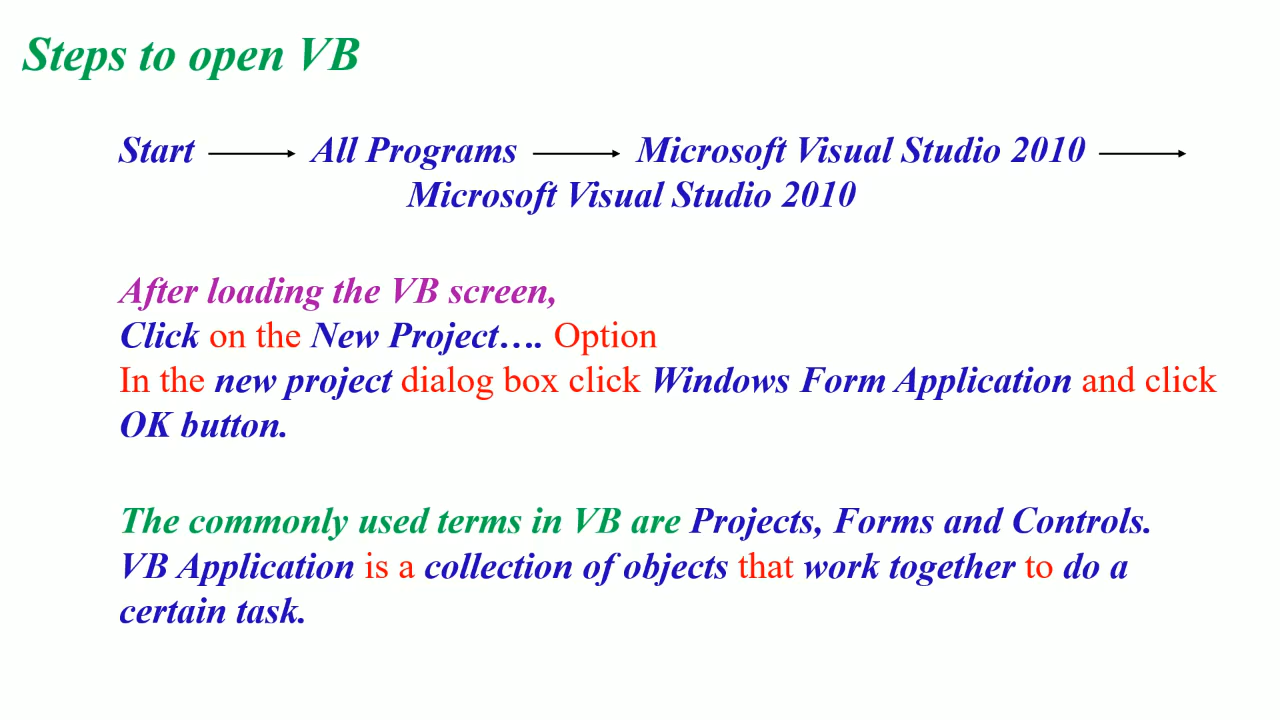 Steps to open VB
Start All Programs Microsoft Visual Studio 2010
Microsoft Visual Studio 2010
After loading the VB screen,
Click on the New Project…. Option
In the new project dialog box click Windows Form Application and click
OK button.
The commonly used terms in VB are Projects, Forms and Controls.
VB Application is a collection of objects that work together to do a
certain task.